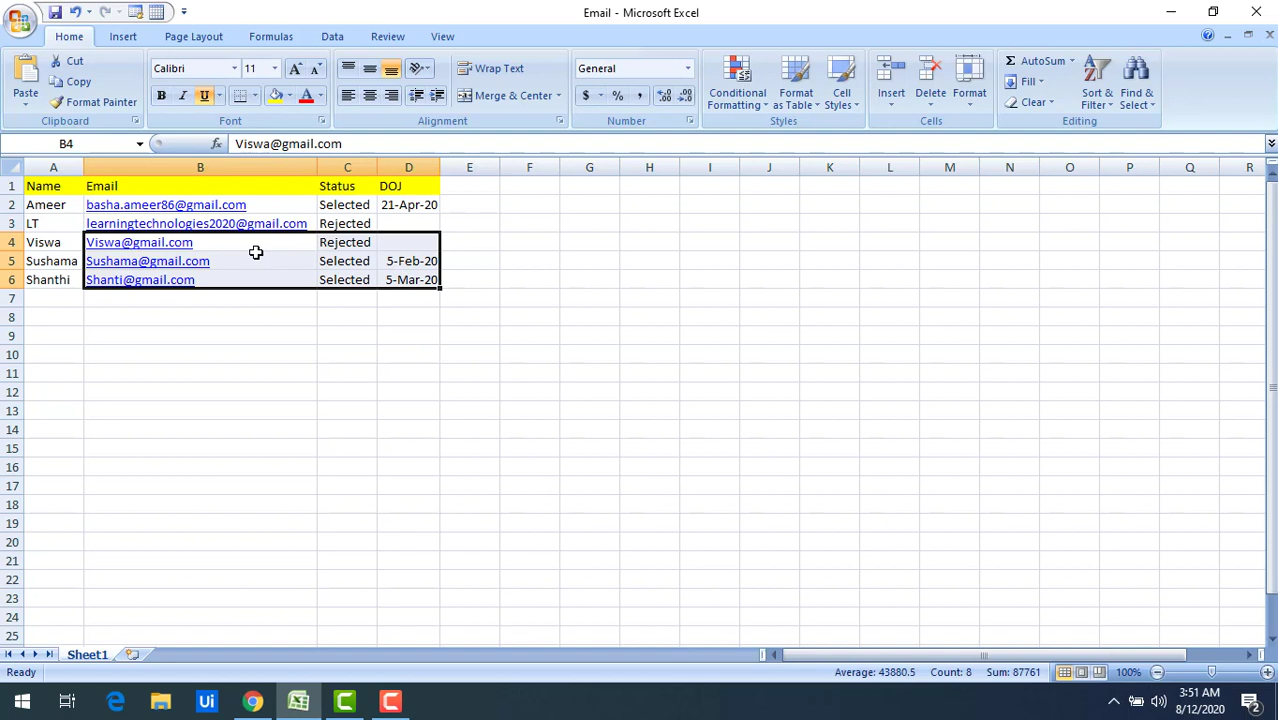 Email - Microsoft Excel
Home Insert Page Layout Formulas Data Review View
Paste
Cut
Copy
Format Painter
Clipboard
Calibri 11
B I U
Font
Wrap Text
Merge & Center
Alignment
General
$ % ,
Number
Conditional Formatting
Format as Table
Cell Styles
Styles
Insert Delete Format
Cells
Σ AutoSum
Fill
Clear
Sort & Filter
Find & Select
Editing
B4 fx Viswa@gmail.com
A B C D E F G H I J K L M N O P Q R
1 Name Email Status DOJ
2 Ameer basha.ameer86@gmail.com Selected 21-Apr-20
3 LT learningtechnologies2020@gmail.com Rejected
4 Viswa Viswa@gmail.com Rejected
5 Sushama Sushama@gmail.com Selected 5-Feb-20
6 Shanthi Shanti@gmail.com Selected 5-Mar-20
7
8
9
10
11
12
13
14
15
16
17
18
19
20
21
22
23
24
25
Sheet1
Ready Average: 43880.5 Count: 8 Sum: 87761 100%
Ui
3:51 AM
8/12/2020
2